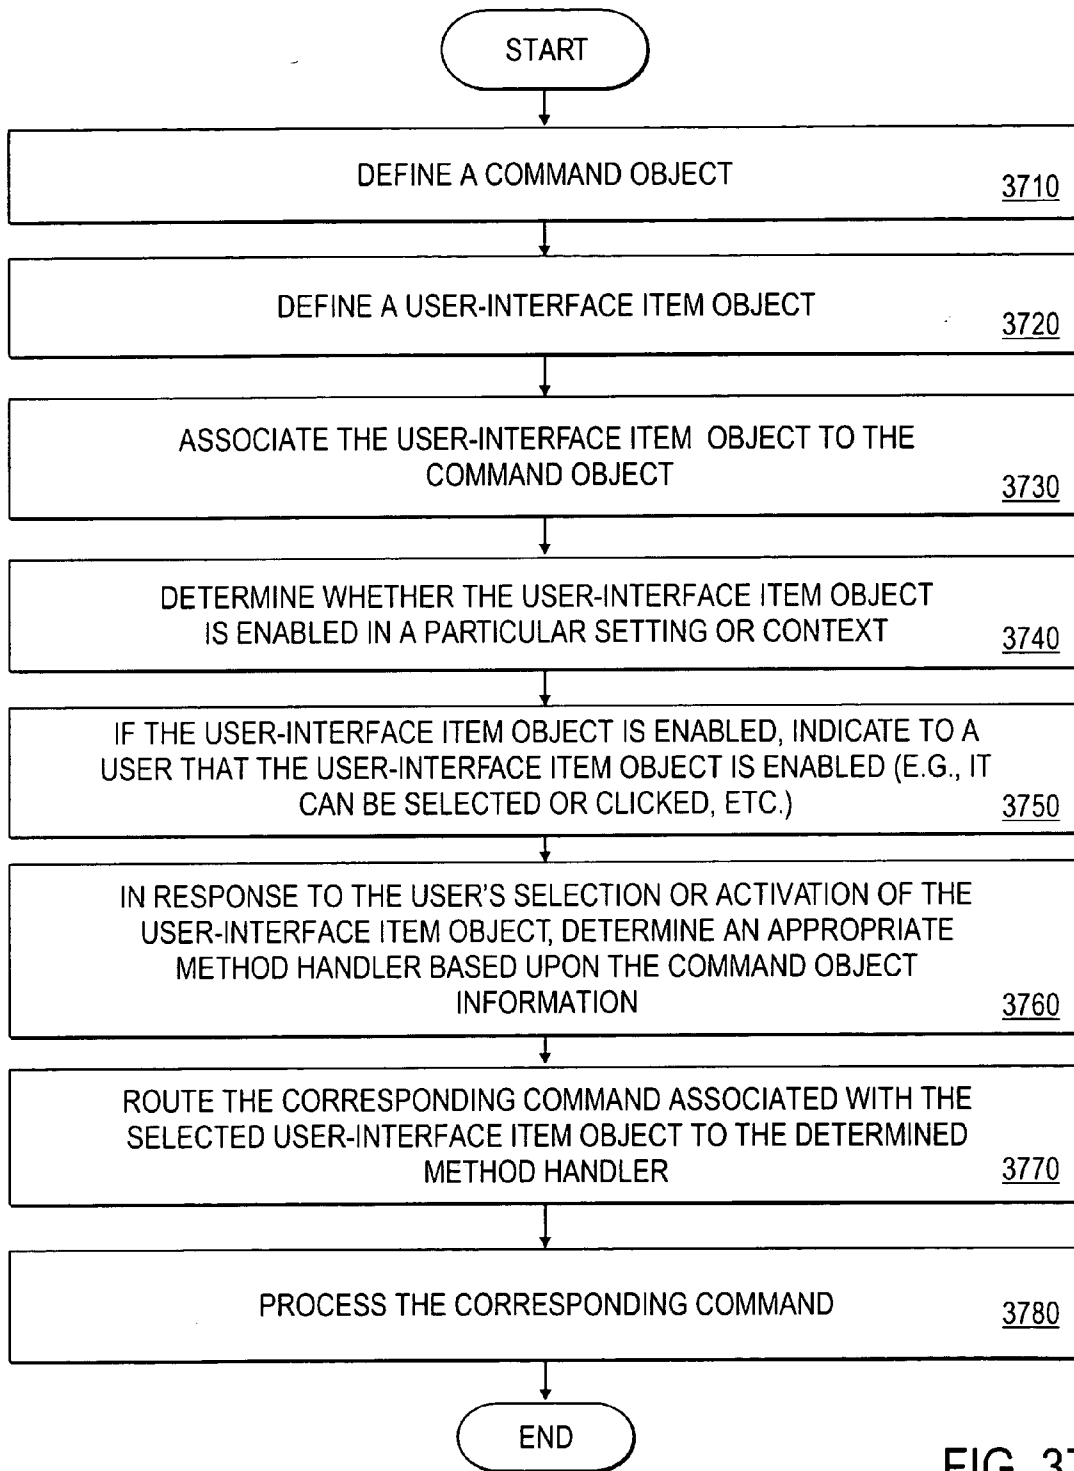 START
DEFINE A COMMAND OBJECT
3710
DEFINE A USER-INTERFACE ITEM OBJECT
3720
ASSOCIATE THE USER-INTERFACE ITEM OBJECT TO THE
COMMAND OBJECT
3730
DETERMINE WHETHER THE USER-INTERFACE ITEM OBJECT
IS ENABLED IN A PARTICULAR SETTING OR CONTEXT
3740
IF THE USER-INTERFACE ITEM OBJECT IS ENABLED, INDICATE TO A
USER THAT THE USER-INTERFACE ITEM OBJECT IS ENABLED (E.G., IT
CAN BE SELECTED OR CLICKED, ETC.)
3750
IN RESPONSE TO THE USER'S SELECTION OR ACTIVATION OF THE
USER-INTERFACE ITEM OBJECT, DETERMINE AN APPROPRIATE
METHOD HANDLER BASED UPON THE COMMAND OBJECT
INFORMATION
3760
ROUTE THE CORRESPONDING COMMAND ASSOCIATED WITH THE
SELECTED USER-INTERFACE ITEM OBJECT TO THE DETERMINED
METHOD HANDLER
3770
PROCESS THE CORRESPONDING COMMAND
3780
END
FIG. 37